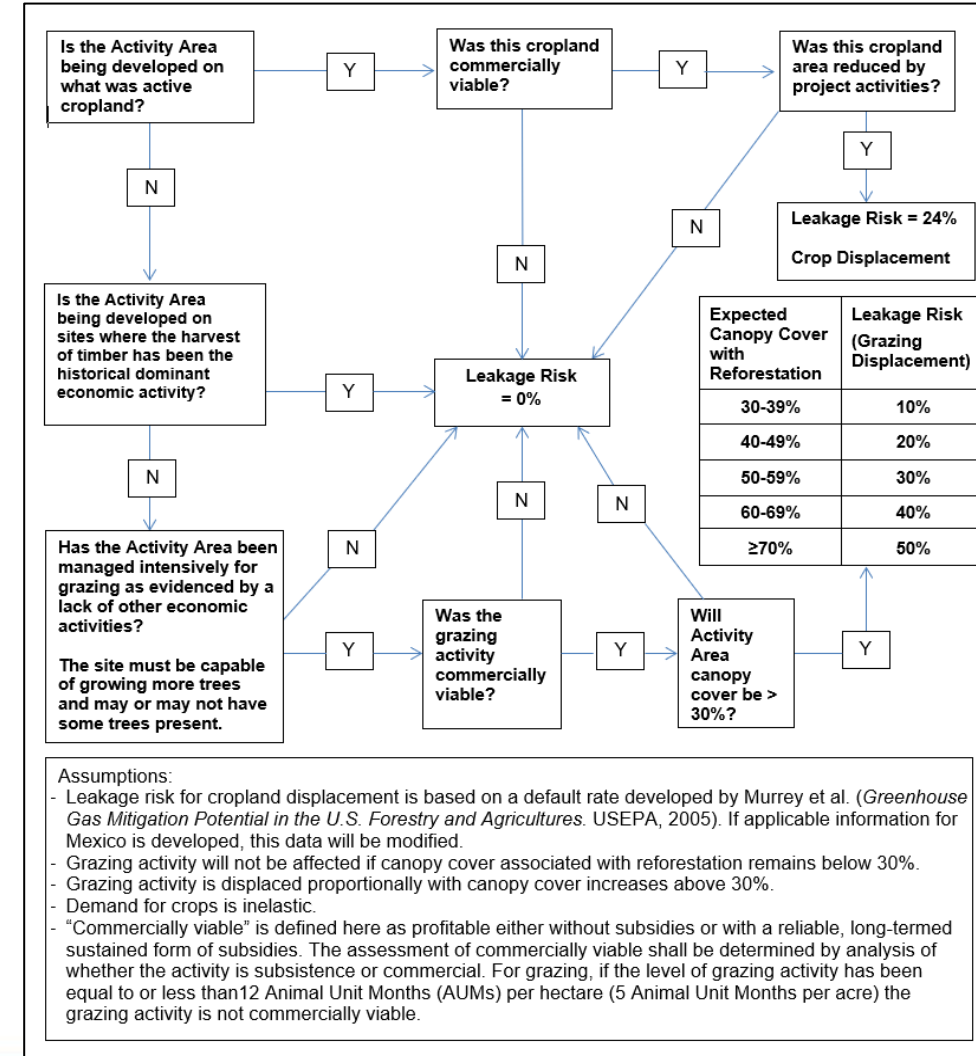 Is the Activity Area
being developed on
what was active
cropland?
Y
Was this cropland
commercially
viable?
Y
Was this cropland
area reduced by
project activities?
N
Y
N
N
Leakage Risk = 24%
Crop Displacement
Is the Activity Area
being developed on
sites where the harvest
of timber has been the
historical dominant
economic activity?
Y
Leakage Risk
= 0%
Expected
Canopy Cover
with
Reforestation
Leakage Risk
(Grazing
Displacement)
30-39%
10%
40-49%
20%
50-59%
30%
60-69%
40%
≥70%
50%
N
N
N
N
Has the Activity Area been
managed intensively for
grazing as evidenced by a
lack of other economic
activities?
The site must be capable
of growing more trees
and may or may not have
some trees present.
Y
Was the
grazing
activity
commercially
viable?
Y
Will
Activity
Area
canopy
cover be >
30%?
Y
Assumptions:
- Leakage risk for cropland displacement is based on a default rate developed by Murrey et al. (Greenhouse
Gas Mitigation Potential in the U.S. Forestry and Agricultures. USEPA, 2005). If applicable information for
Mexico is developed, this data will be modified.
- Grazing activity will not be affected if canopy cover associated with reforestation remains below 30%.
- Grazing activity is displaced proportionally with canopy cover increases above 30%.
- Demand for crops is inelastic.
- “Commercially viable” is defined here as profitable either without subsidies or with a reliable, long-termed
sustained form of subsidies. The assessment of commercially viable shall be determined by analysis of
whether the activity is subsistence or commercial. For grazing, if the level of grazing activity has been
equal to or less than12 Animal Unit Months (AUMs) per hectare (5 Animal Unit Months per acre) the
grazing activity is not commercially viable.